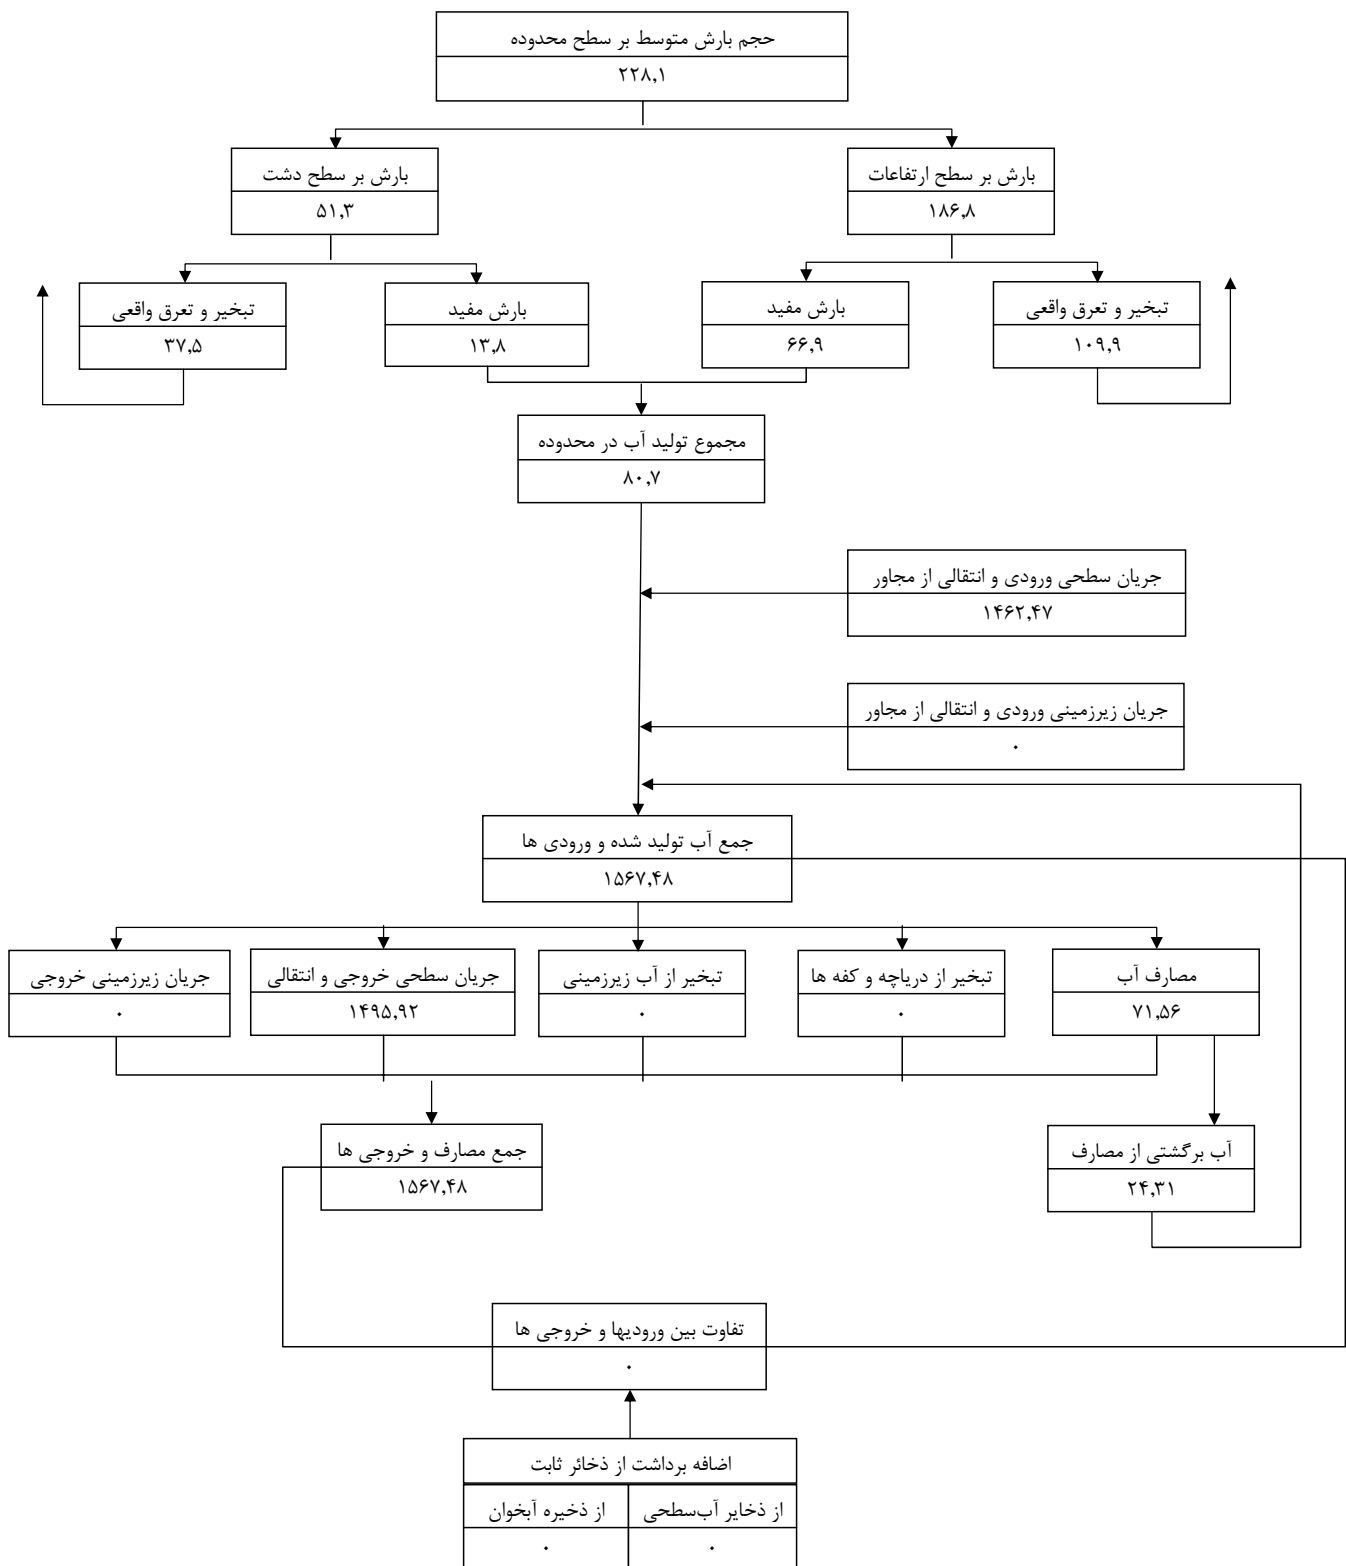 حجم بارش متوسط بر سطح محدوده
۲۲۸,۱
بارش بر سطح ارتفاعات
۱۸۶,۸
بارش بر سطح دشت
۵۱,۳
تبخیر و تعرق واقعی
۱۰۹,۹
بارش مفید
۶۶,۹
بارش مفید
۱۳,۸
تبخیر و تعرق واقعی
۳۷,۵
مجموع تولید آب در محدوده
۸۰,۷
جریان سطحی ورودی و انتقالی از مجاور
۱۴۶۲,۴۷
جریان زیرزمینی ورودی و انتقالی از مجاور
۰
جمع آب تولید شده و ورودی ها
۱۵۶۷,۴۸
مصارف آب
۷۱,۵۶
تبخیر از دریاچه و کفه ها
۰
تبخیر از آب زیرزمینی
۰
جریان سطحی خروجی و انتقالی
۱۴۹۵,۹۲
جریان زیرزمینی خروجی
۰
آب برگشتی از مصارف
۲۴,۳۱
جمع مصارف و خروجی ها
۱۵۶۷,۴۸
تفاوت بین ورودیها و خروجی ها
۰
اضافه برداشت از ذخائر ثابت
از ذخایر آب‌سطحی
۰
از ذخیره آبخوان
۰